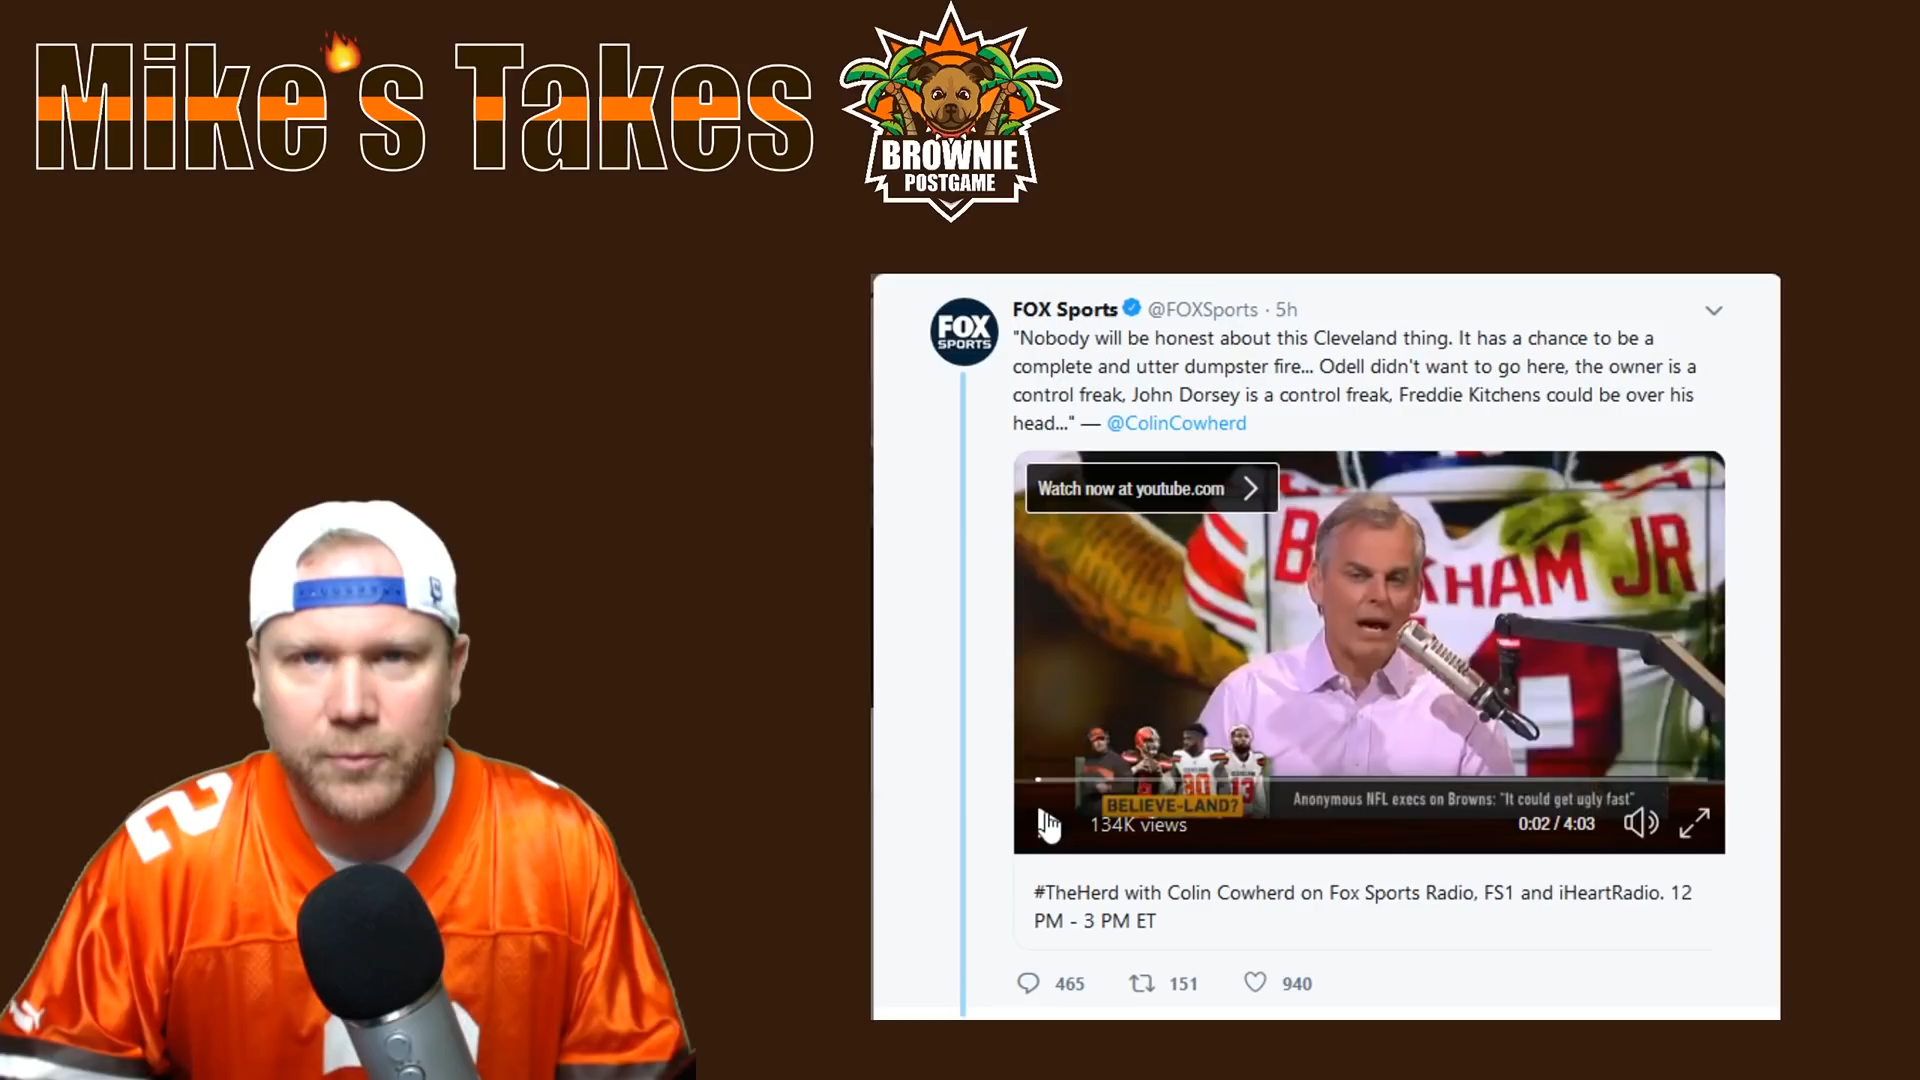 Mike's Takes
BROWNIE
POSTGAME
FOX Sports @FOXSports · 5h
FOX
SPORTS
"Nobody will be honest about this Cleveland thing. It has a chance to be a
complete and utter dumpster fire... Odell didn't want to go here, the owner is a
control freak, John Dorsey is a control freak, Freddie Kitchens could be over his
head..." — @ColinCowherd
Watch now at youtube.com
JR
BELIEVE-LAND?
Anonymous NFL execs on Browns: "It could get ugly fast"
134K views
0:02 / 4:03
#TheHerd with Colin Cowherd on Fox Sports Radio, FS1 and iHeartRadio. 12
PM - 3 PM ET
465 151 940
2
80
13